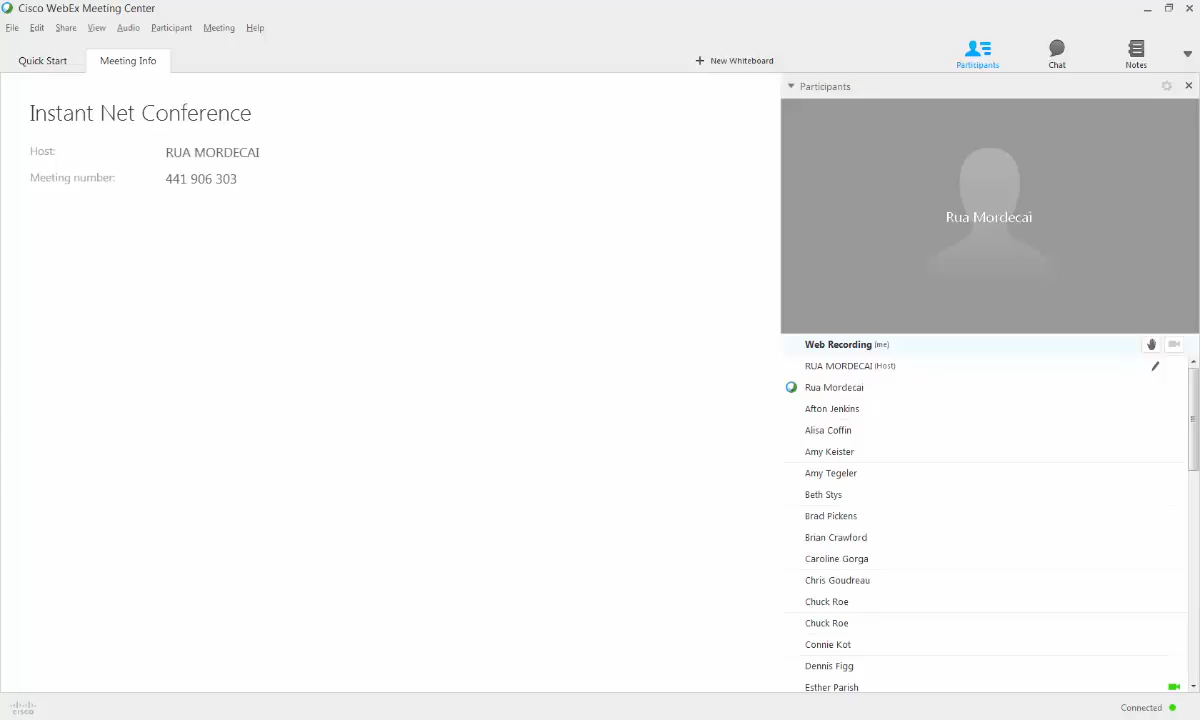 Cisco WebEx Meeting Center
File Edit Share View Audio Participant Meeting Help
Quick Start Meeting Info + New Whiteboard Participants Chat Notes
Participants
Instant Net Conference
Host: RUA MORDECAI
Meeting number: 441 906 303
Rua Mordecai
Web Recording (me)
RUA MORDECAI (Host)
Rua Mordecai
Afton Jenkins
Alisa Coffin
Amy Keister
Amy Tegeler
Beth Stys
Brad Pickens
Brian Crawford
Caroline Gorga
Chris Goudreau
Chuck Roe
Chuck Roe
Connie Kot
Dennis Figg
Esther Parish
cisco
Connected